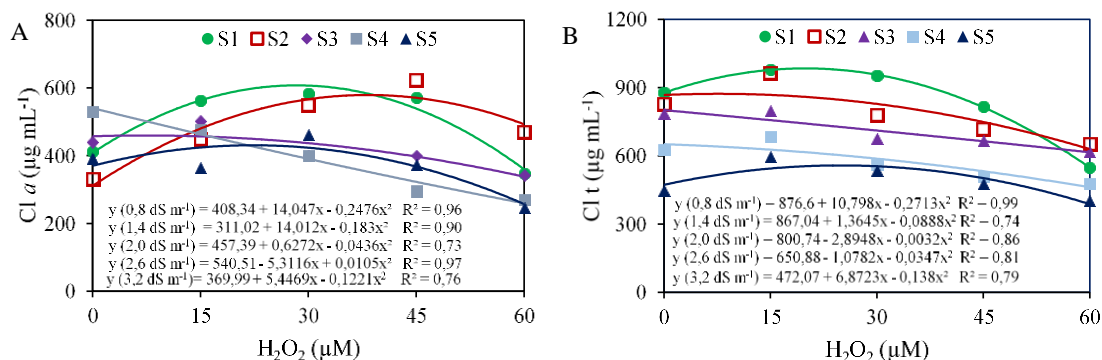 A
Cl a (µg mL⁻¹)
800
600
400
200
0
S1 S2 S3 S4 S5
y (0,8 dS m⁻¹) = 408,34 + 14,047x - 0,2476x² R² = 0,96
y (1,4 dS m⁻¹) = 311,02 + 14,012x - 0,183x² R² = 0,90
y (2,0 dS m⁻¹) = 457,39 + 0,6272x - 0,0436x² R² = 0,73
y (2,6 dS m⁻¹) = 540,51- 5,3116x + 0,0105x² R² = 0,97
y (3,2 dS m⁻¹) = 369,99 + 5,4469x - 0,1221x² R² = 0,76
0 15 30 45 60
H₂O₂ (µM)
B
Cl t (µg mL⁻¹)
1200
900
600
300
0
S1 S2 S3 S4 S5
y (0,8 dS m⁻¹) – 876,6 + 10,798x - 0,2713x² R² – 0,99
y (1,4 dS m⁻¹) = 867,04 + 1,3645x - 0,0888x² R² = 0,74
y (2,0 dS m⁻¹) – 800,74 - 2,8948x - 0,0032x² R² – 0,86
y (2,6 dS m⁻¹) – 650,88 - 1,0782x - 0,0347x² R² – 0,81
y (3,2 dS m⁻¹) = 472,07 + 6,8723x - 0,138x² R² = 0,79
0 15 30 45 60
H₂O₂ (µM)